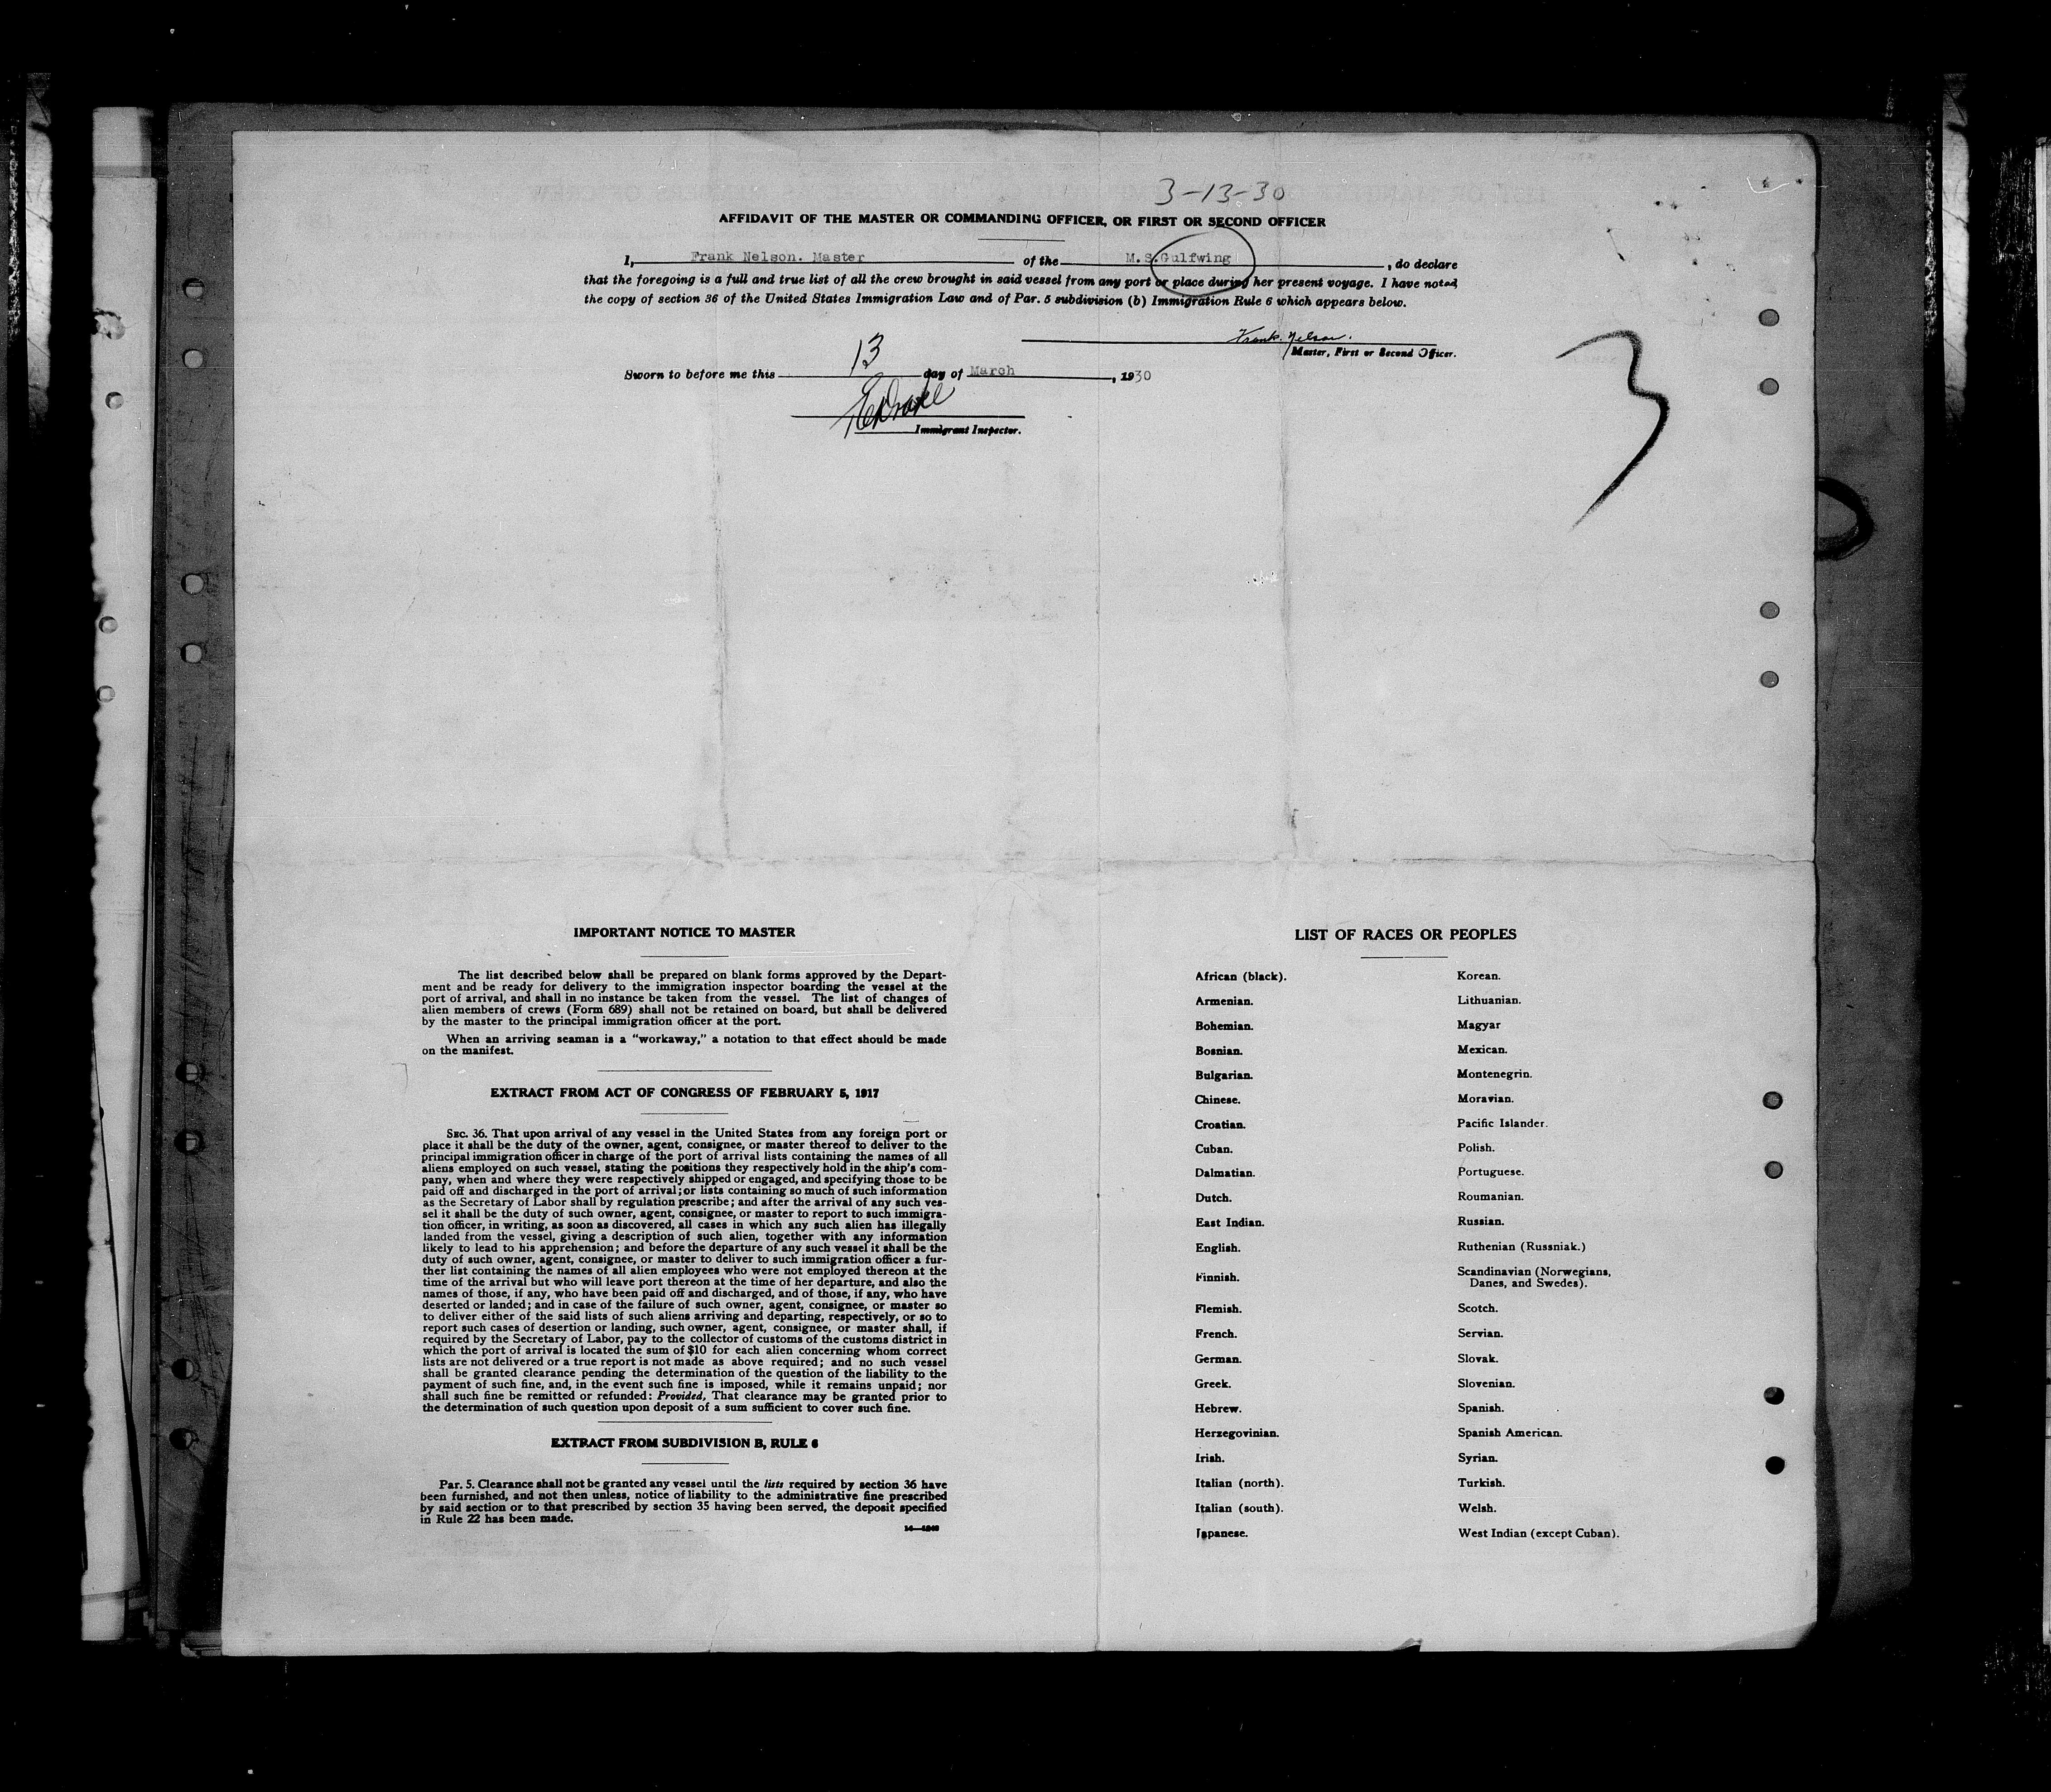 3-13-30
AFFIDAVIT OF THE MASTER OR COMMANDING OFFICER, OR FIRST OR SECOND OFFICER
I, Frank Nelson. Master of the M.S.Gulfwing, do declare
that the foregoing is a full and true list of all the crew brought in said vessel from any port or place during her present voyage. I have noted
the copy of section 36 of the United States Immigration Law and of Par. 5 subdivision (b) Immigration Rule 6 which appears below.
Frank. Nelson.
Master, First or Second Officer.
Sworn to before me this 13 day of March, 1930
Immigrant Inspector.
3
IMPORTANT NOTICE TO MASTER
The list described below shall be prepared on blank forms approved by the Depart-
ment and be ready for delivery to the immigration inspector boarding the vessel at the
port of arrival, and shall in no instance be taken from the vessel. The list of changes of
alien members of crews (Form 689) shall not be retained on board, but shall be delivered
by the master to the principal immigration officer at the port.
When an arriving seaman is a “workaway,” a notation to that effect should be made
on the manifest.
EXTRACT FROM ACT OF CONGRESS OF FEBRUARY 5, 1917
SEC. 36. That upon arrival of any vessel in the United States from any foreign port or
place it shall be the duty of the owner, agent, consignee, or master thereof to deliver to the
principal immigration officer in charge of the port of arrival lists containing the names of all
aliens employed on such vessel, stating the positions they respectively hold in the ship's com-
pany, when and where they were respectively shipped or engaged, and specifying those to be
paid off and discharged in the port of arrival; or lists containing so much of such information
as the Secretary of Labor shall by regulation prescribe; and after the arrival of any such ves-
sel it shall be the duty of such owner, agent, consignee, or master to report to such immigra-
tion officer, in writing, as soon as discovered, all cases in which any such alien has illegally
landed from the vessel, giving a description of such alien, together with any information
likely to lead to his apprehension; and before the departure of any such vessel it shall be the
duty of such owner, agent, consignee, or master to deliver to such immigration officer a fur-
ther list containing the names of all alien employees who were not employed thereon at the
time of the arrival but who will leave port thereon at the time of her departure, and also the
names of those, if any, who have been paid off and discharged, and of those, if any, who have
deserted or landed; and in case of the failure of such owner, agent, consignee, or master so
to deliver either of the said lists of such aliens arriving and departing, respectively, or so to
report such cases of desertion or landing, such owner, agent, consignee, or master shall, if
required by the Secretary of Labor, pay to the collector of customs of the customs district in
which the port of arrival is located the sum of $10 for each alien concerning whom correct
lists are not delivered or a true report is not made as above required; and no such vessel
shall be granted clearance pending the determination of the question of the liability to the
payment of such fine, and, in the event such fine is imposed, while it remains unpaid; nor
shall such fine be remitted or refunded: Provided, That clearance may be granted prior to
the determination of such question upon deposit of a sum sufficient to cover such fine.
EXTRACT FROM SUBDIVISION B, RULE 6
Par. 5. Clearance shall not be granted any vessel until the lists required by section 36 have
been furnished, and not then unless, notice of liability to the administrative fine prescribed
by said section or to that prescribed by section 35 having been served, the deposit specified
in Rule 22 has been made.
LIST OF RACES OR PEOPLES
African (black).
Armenian.
Bohemian.
Bosnian.
Bulgarian.
Chinese.
Croatian.
Cuban.
Dalmatian.
Dutch.
East Indian.
English.
Finnish.
Flemish.
French.
German.
Greek.
Hebrew.
Herzegovinian.
Irish.
Italian (north).
Italian (south).
Japanese.
Korean.
Lithuanian.
Magyar
Mexican.
Montenegrin.
Moravian.
Pacific Islander.
Polish.
Portuguese.
Roumanian.
Russian.
Ruthenian (Russniak.)
Scandinavian (Norwegians,
Danes, and Swedes).
Scotch.
Servian.
Slovak.
Slovenian.
Spanish.
Spanish American.
Syrian.
Turkish.
Welsh.
West Indian (except Cuban).